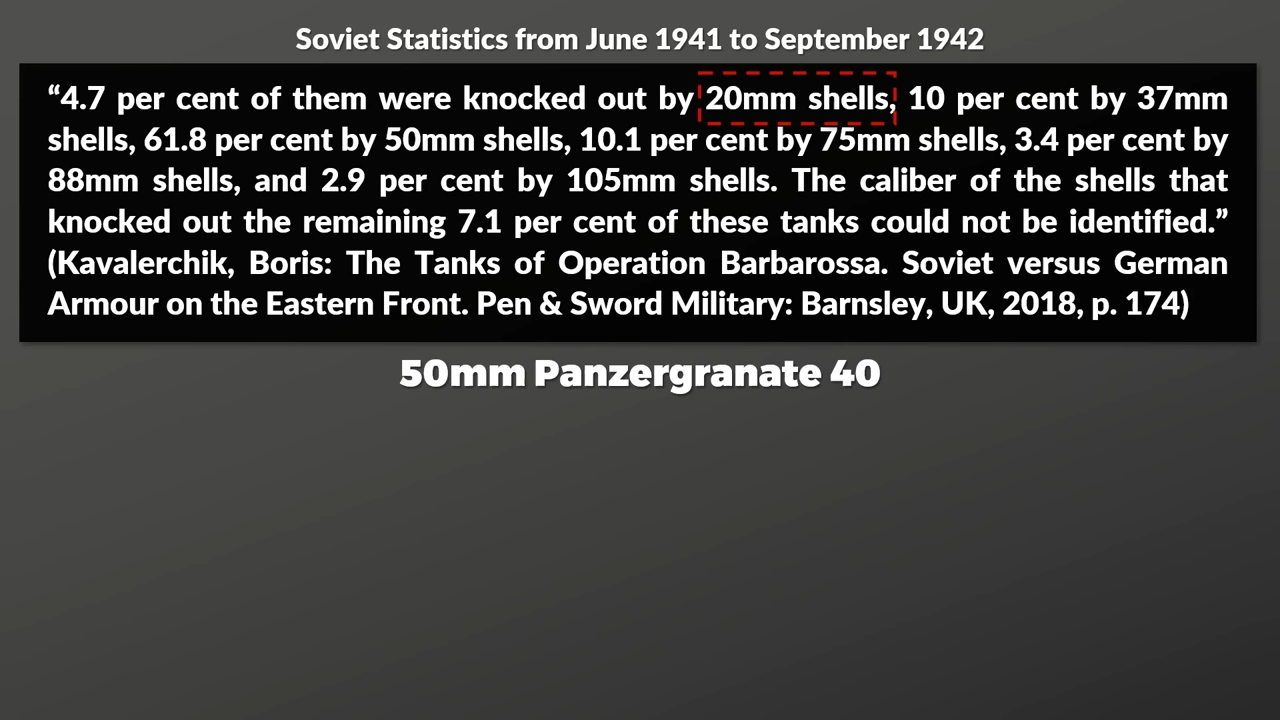 Soviet Statistics from June 1941 to September 1942
“4.7 per cent of them were knocked out by 20mm shells, 10 per cent by 37mm
shells, 61.8 per cent by 50mm shells, 10.1 per cent by 75mm shells, 3.4 per cent by
88mm shells, and 2.9 per cent by 105mm shells. The caliber of the shells that
knocked out the remaining 7.1 per cent of these tanks could not be identified.”
(Kavalerchik, Boris: The Tanks of Operation Barbarossa. Soviet versus German
Armour on the Eastern Front. Pen & Sword Military: Barnsley, UK, 2018, p. 174)
50mm Panzergranate 40